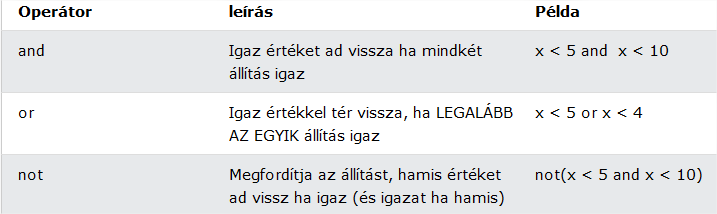 Operátor leírás Példa
and Igaz értéket ad vissza ha mindkét x < 5 and  x < 10
állítás igaz
or Igaz értékkel tér vissza, ha LEGALÁBB x < 5 or x < 4
AZ EGYIK állítás igaz
not Megfordítja az állítást, hamis értéket not(x < 5 and x < 10)
ad vissz ha igaz (és igazat ha hamis)